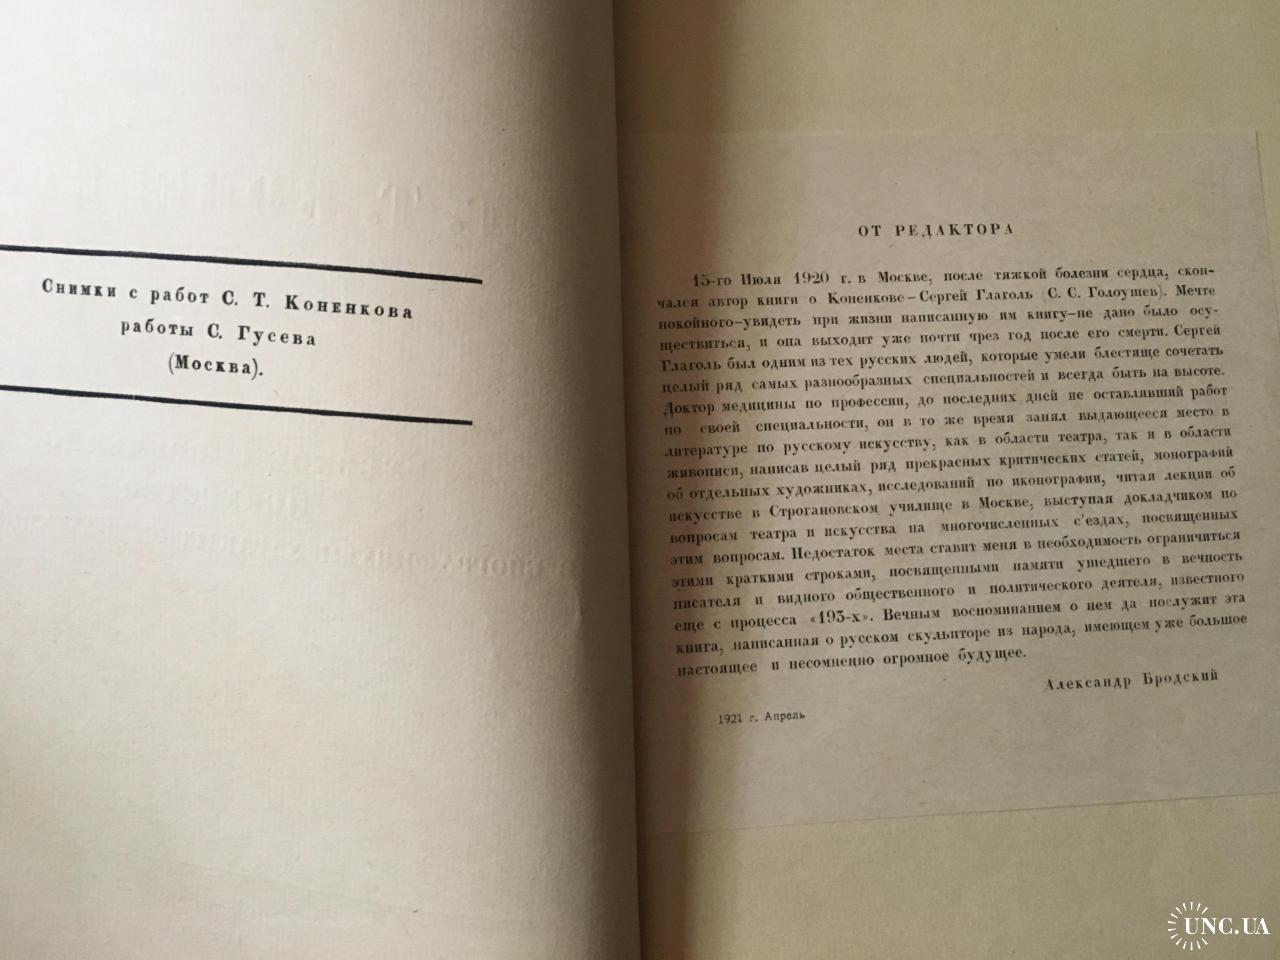 Снимки с работ С. Т. Коненкова
работы С. Гусева
(Москва).
ОТ РЕДАКТОРА
15-го Июля 1920 г. в Москве, после тяжкой болезни сердца, скон-
чался автор книги о Коненкове — Сергей Глаголь (С. С. Голоушев). Мечте
покойного—увидеть при жизни написанную им книгу—не дано было осу-
ществиться, и она выходит уже почти чрез год после его смерти. Сергей
Глаголь был одним из тех русских людей, которые умели блестяще сочетать
целый ряд самых разнообразных специальностей и всегда быть на высоте.
Доктор медицины по профессии, до последних дней не оставлявший работ
по своей специальности, он в то же время занял выдающееся место в
литературе по русскому искусству, как в области театра, так и в области
живописи, написав целый ряд прекрасных критических статей, монографий
об отдельных художниках, исследований по иконографии, читая лекции об
искусстве в Строгановском училище в Москве, выступая докладчиком по
вопросам театра и искусства на многочисленных с'ездах, посвященных
этим вопросам. Недостаток места ставит меня в необходимость ограничиться
этими краткими строками, посвященными памяти ушедшего в вечность
писателя и видного общественного и политического деятеля, известного
еще с процесса «193-х». Вечным воспоминанием о нем да послужит эта
книга, написанная о русском скульпторе из народа, имеющем уже большое
настоящее и несомненно огромное будущее.
Александр Бродский
1921 г. Апрель
UNC.UA